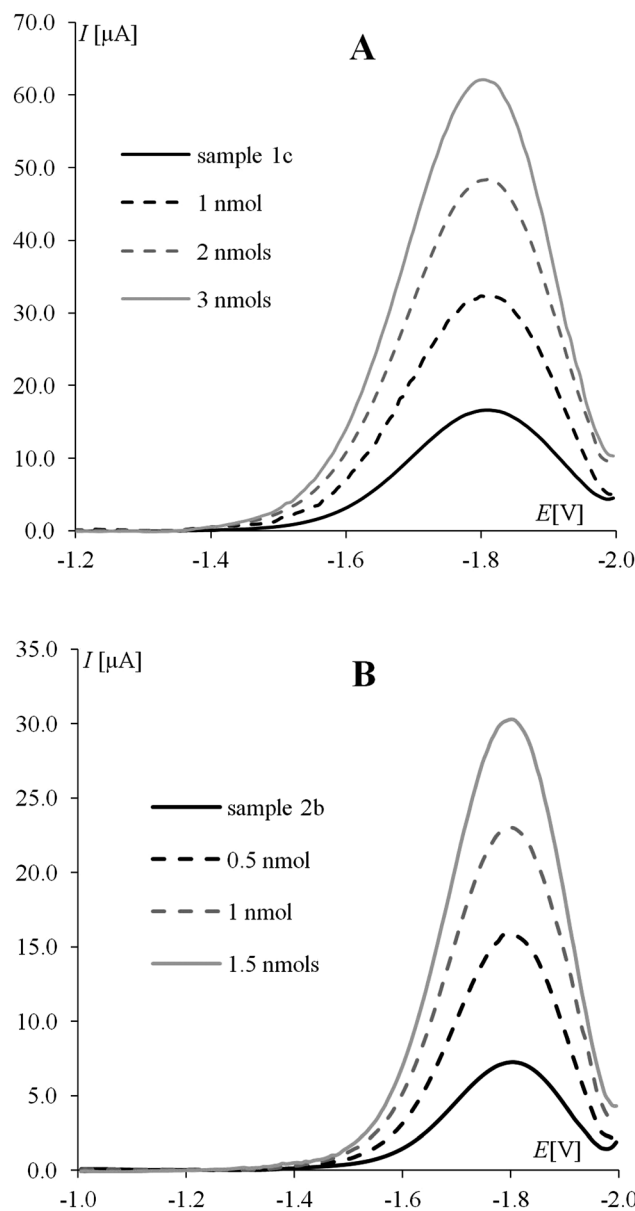 70.0
I [µA]
A
60.0
50.0
sample 1c
1 nmol
40.0
2 nmols
30.0
3 nmols
20.0
10.0
E[V]
0.0
-1.2 -1.4 -1.6 -1.8 -2.0
35.0
I [µA]
B
30.0
25.0
sample 2b
20.0
0.5 nmol
1 nmol
15.0
1.5 nmols
10.0
5.0
E[V]
0.0
-1.0 -1.2 -1.4 -1.6 -1.8 -2.0